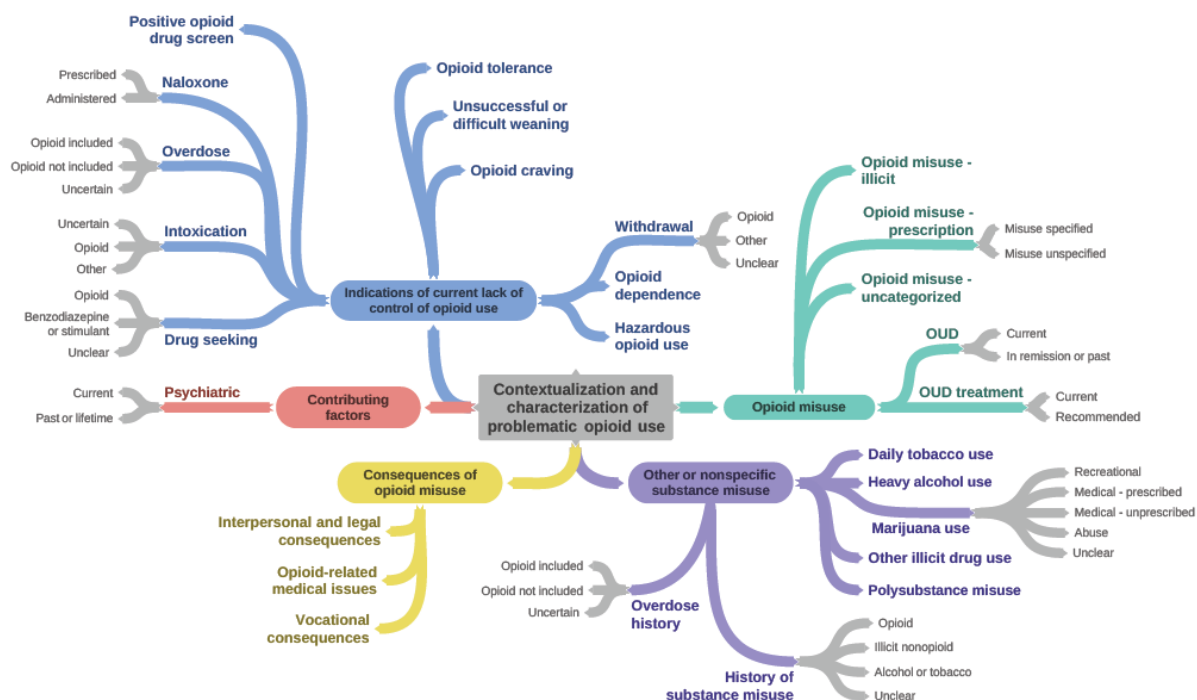 Positive opioid
drug screen
Prescribed
Administered
Naloxone
Opioid included
Opioid not included
Uncertain
Overdose
Uncertain
Opioid
Other
Intoxication
Opioid
Benzodiazepine
or stimulant
Unclear
Drug seeking
Opioid tolerance
Unsuccessful or
difficult weaning
Opioid craving
Indications of current lack of
control of opioid use
Withdrawal
Opioid
Other
Unclear
Opioid
dependence
Hazardous
opioid use
Opioid misuse -
illicit
Opioid misuse -
prescription
Misuse specified
Misuse unspecified
Opioid misuse -
uncategorized
OUD
Current
In remission or past
OUD treatment
Current
Recommended
Opioid misuse
Current
Past or lifetime
Psychiatric
Contributing
factors
Contextualization and
characterization of
problematic opioid use
Consequences of
opioid misuse
Interpersonal and legal
consequences
Opioid-related
medical issues
Vocational
consequences
Other or nonspecific
substance misuse
Daily tobacco use
Heavy alcohol use
Marijuana use
Recreational
Medical - prescribed
Medical - unprescribed
Abuse
Unclear
Other illicit drug use
Polysubstance misuse
Opioid included
Opioid not included
Uncertain
Overdose
history
History of
substance misuse
Opioid
Illicit nonopioid
Alcohol or tobacco
Unclear